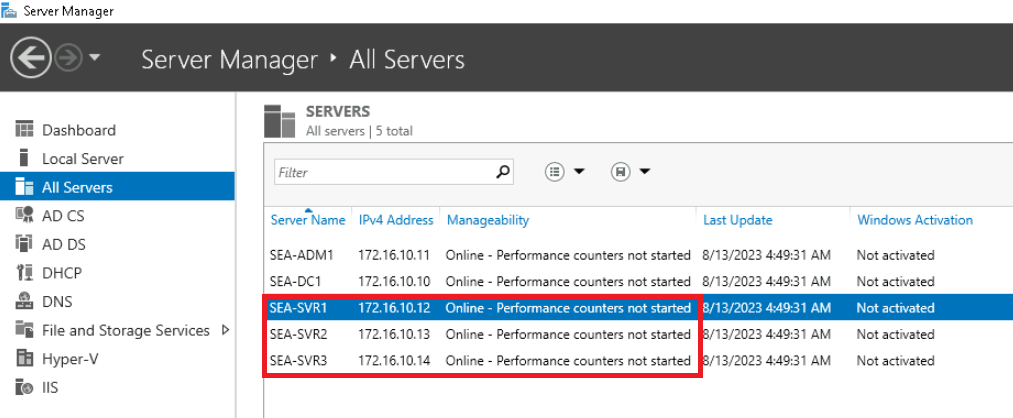 Server Manager
Server Manager ‣ All Servers
Dashboard
Local Server
All Servers
AD CS
AD DS
DHCP
DNS
File and Storage Services
Hyper-V
IIS
SERVERS
All servers | 5 total
Filter
Server Name IPv4 Address Manageability Last Update Windows Activation
SEA-ADM1 172.16.10.11 Online - Performance counters not started 8/13/2023 4:49:31 AM Not activated
SEA-DC1 172.16.10.10 Online - Performance counters not started 8/13/2023 4:49:31 AM Not activated
SEA-SVR1 172.16.10.12 Online - Performance counters not started 8/13/2023 4:49:31 AM Not activated
SEA-SVR2 172.16.10.13 Online - Performance counters not started 8/13/2023 4:49:31 AM Not activated
SEA-SVR3 172.16.10.14 Online - Performance counters not started 8/13/2023 4:49:31 AM Not activated